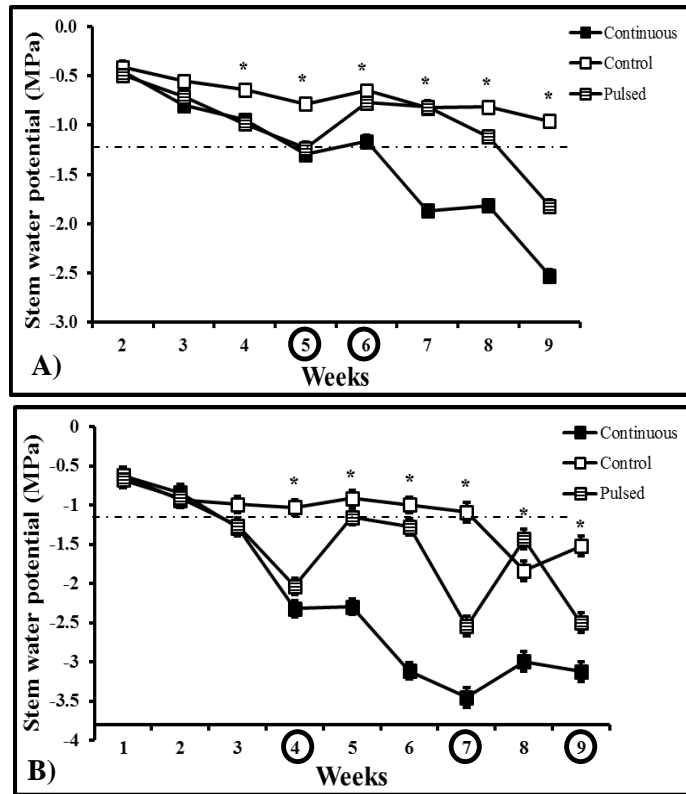 Stem water potential (MPa)
0.0
-0.5
-1.0
-1.5
-2.0
-2.5
-3.0
* * * * * *
Continuous
Control
Pulsed
2 3 4 5 6 7 8 9
A)
Weeks
Stem water potential (MPa)
0
-0.5
-1
-1.5
-2
-2.5
-3
-3.5
-4
* * * * * *
Continuous
Control
Pulsed
1 2 3 4 5 6 7 8 9
B)
Weeks